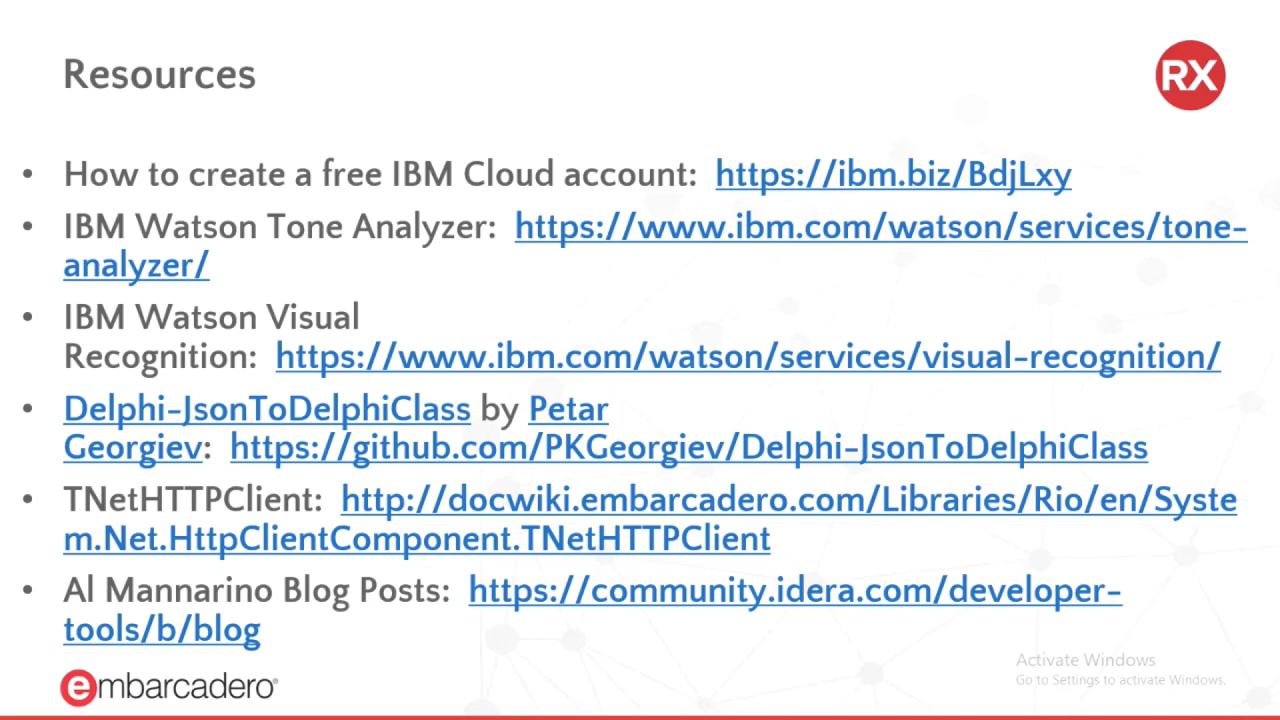 Resources
RX
• How to create a free IBM Cloud account: https://ibm.biz/BdjLxy
• IBM Watson Tone Analyzer: https://www.ibm.com/watson/services/tone-
analyzer/
• IBM Watson Visual
Recognition: https://www.ibm.com/watson/services/visual-recognition/
• Delphi-JsonToDelphiClass by Petar
Georgiev: https://github.com/PKGeorgiev/Delphi-JsonToDelphiClass
• TNetHTTPClient: http://docwiki.embarcadero.com/Libraries/Rio/en/Syste
m.Net.HttpClientComponent.TNetHTTPClient
• Al Mannarino Blog Posts: https://community.idera.com/developer-
tools/b/blog
Activate Windows
Go to Settings to activate Windows.
embarcadero®